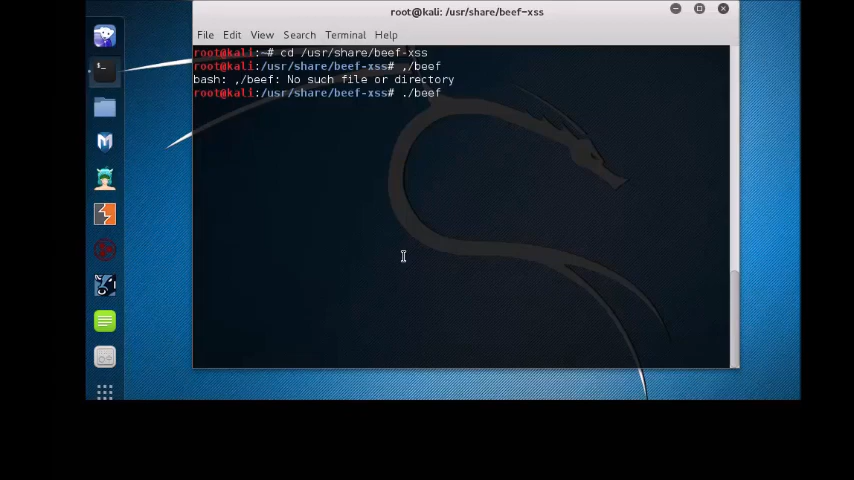 root@kali: /usr/share/beef-xss
File Edit View Search Terminal Help
root@kali:~# cd /usr/share/beef-xss
root@kali:/usr/share/beef-xss# ,/beef
bash: ,/beef: No such file or directory
root@kali:/usr/share/beef-xss# ./beef